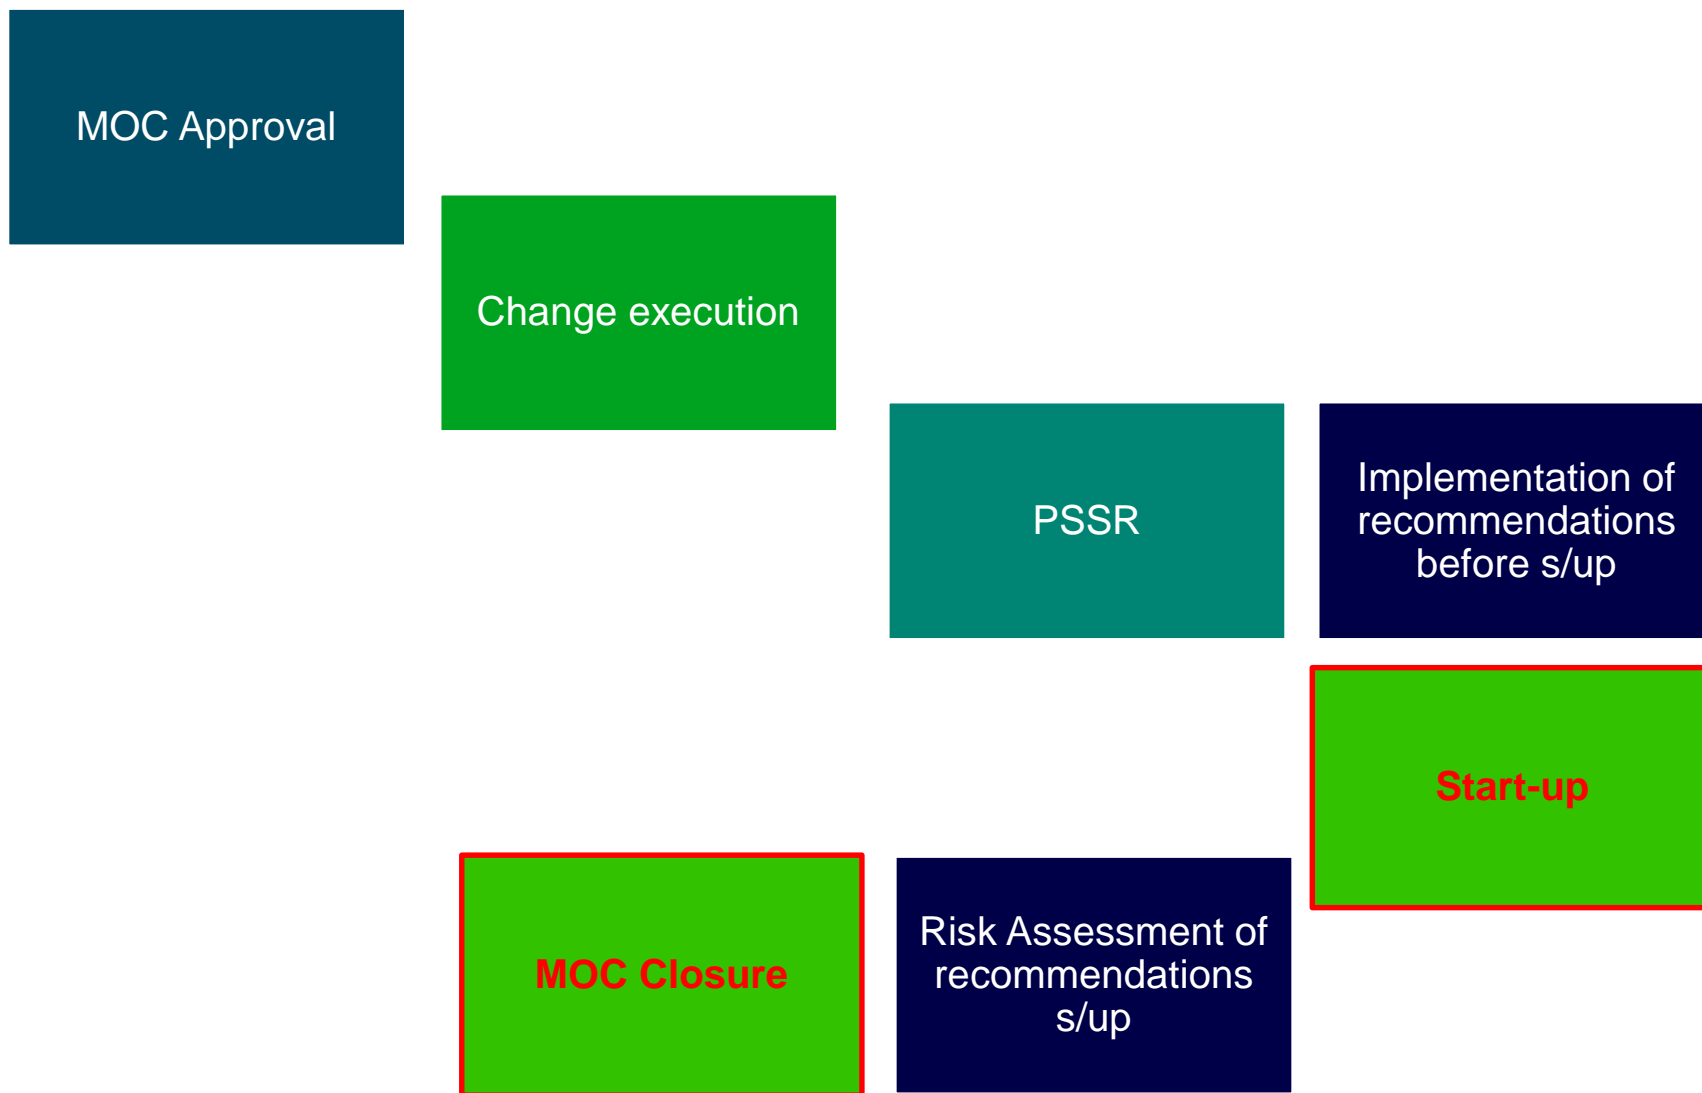 MOC Approval
Change execution
PSSR
Implementation of
recommendations
before s/up
Start-up
MOC Closure
Risk Assessment of
recommendations
s/up